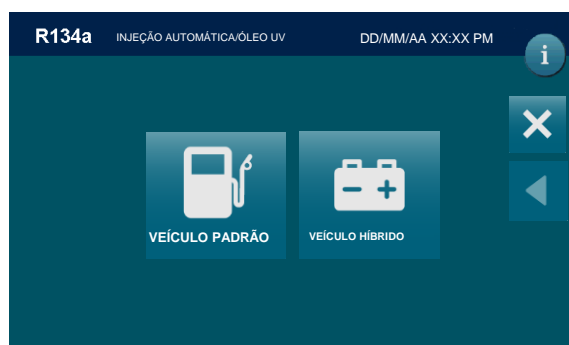 R134a INJEÇÃO AUTOMÁTICA/ÓLEO UV DD/MM/AA XX:XX PM
i
VEÍCULO PADRÃO VEÍCULO HÍBRIDO